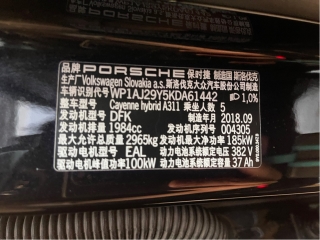 品牌 PORSCHE 保时捷 制造国 斯洛伐克
生产厂 Volkswagen Slovakia a.s.斯洛伐克大众汽车股份公司制造
车辆识别代号 WP1AJ29Y5KDA61442 1,0%
整车型号 Cayenne hybrid A311 乘坐人数 5
发动机型号 DFK 制造年月 2018.09
发动机排量 1984cc 发动机号 004305
最大允许总质量 2965kg 发动机最大净功率 185kW
驱动电机型号 EAL 动力电池系统额定电压 382 V
驱动电机峰值功率 100kW 动力电池系统额定容量 37 Ah